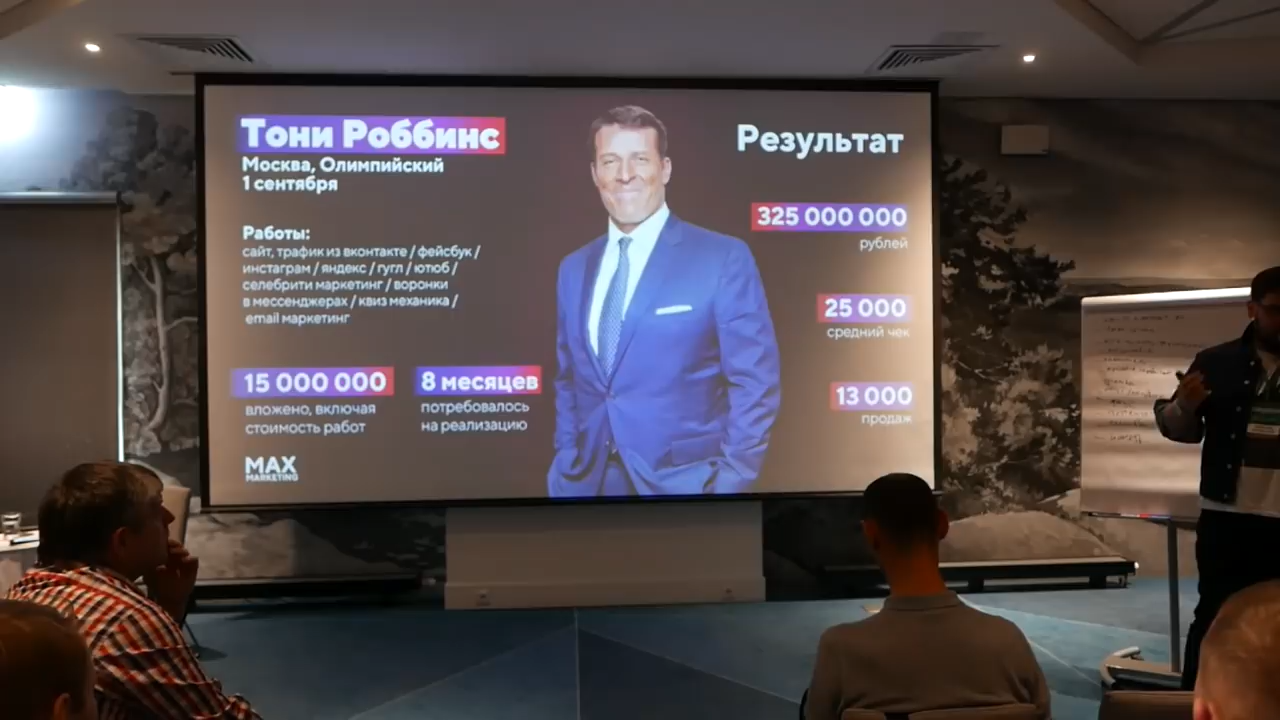 Тони Роббинс
Москва, Олимпийский
1 сентября
Работы:
сайт, трафик из вконтакте / фейсбук /
инстаграм / яндекс / гугл / ютюб /
селебрити маркетинг / воронки
в мессенджерах / квиз механика /
email маркетинг
15 000 000
вложено, включая
стоимость работ
8 месяцев
потребовалось
на реализацию
MAX
MARKETING
Результат
325 000 000
рублей
25 000
средний чек
13 000
продаж